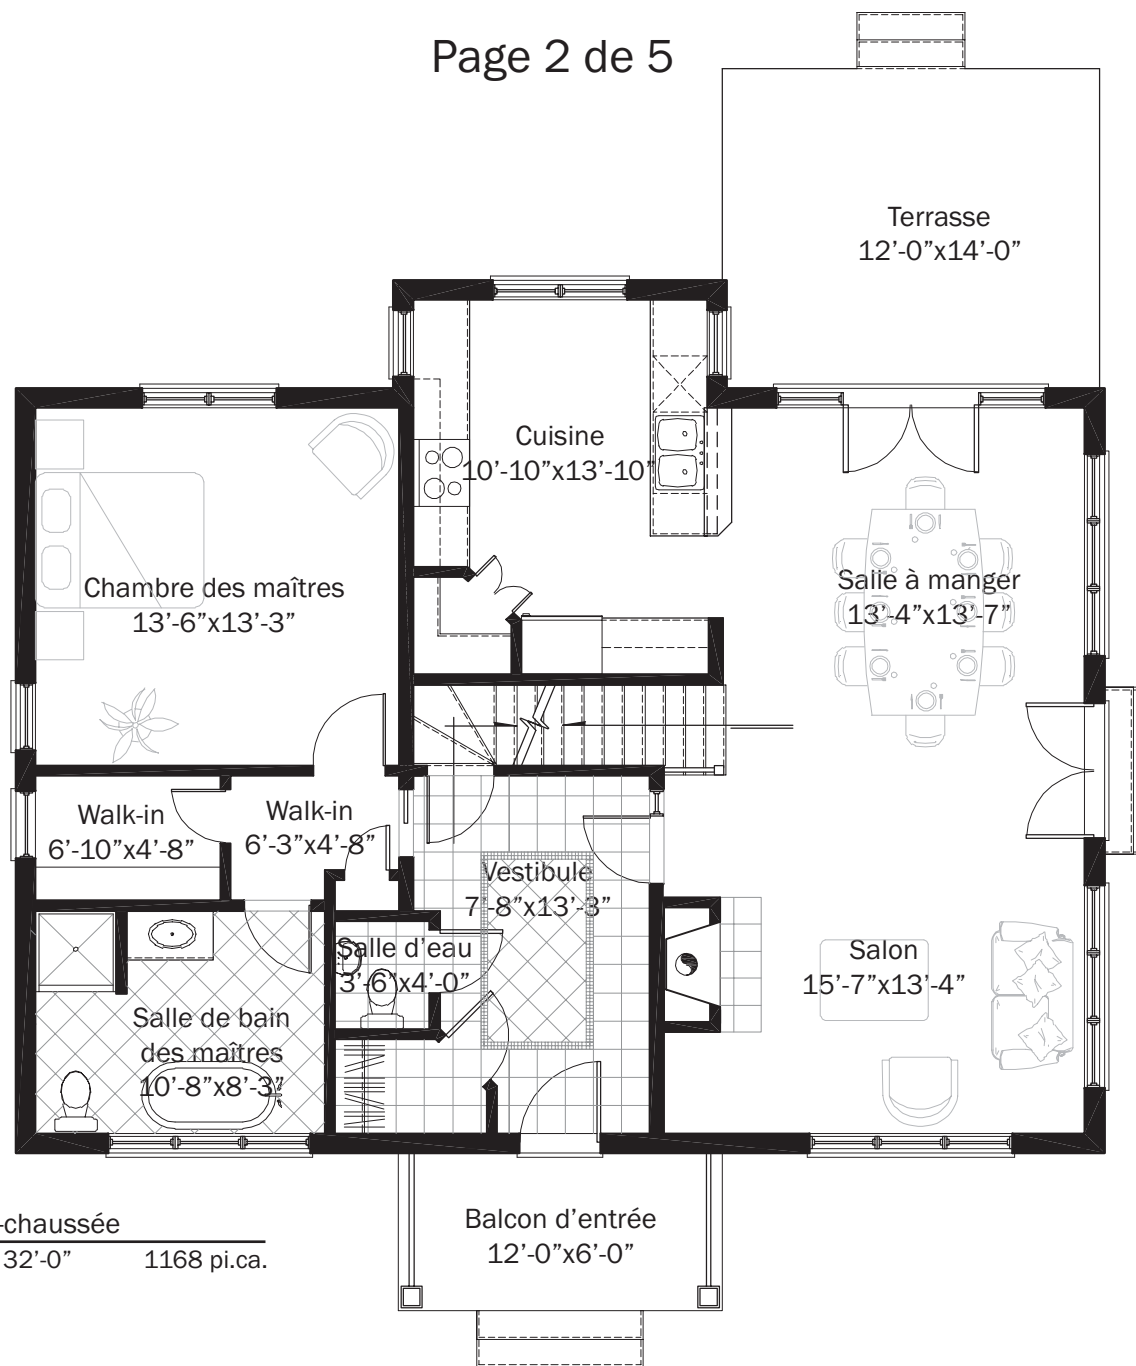 Page 2 de 5
Terrasse
12’-0”x14’-0”
Cuisine
10’-10”x13’-10”
Chambre des maîtres
13’-6”x13’-3”
Salle à manger
13’-4”x13’-7”
Walk-in
6’-10”x4’-8”
Walk-in
6’-3”x4’-8”
Vestibule
7’-8”x13’-3”
Salle d’eau
3’-6”x4’-0”
Salon
15’-7”x13’-4”
Salle de bain
des maîtres
10’-8”x8’-3”
Balcon d’entrée
12’-0”x6’-0”
-chaussée
32’-0” 1168 pi.ca.